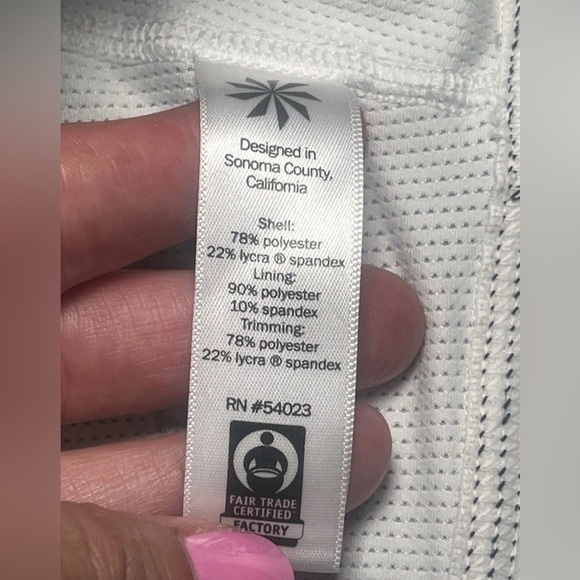 Designed in
Sonoma County,
California
Shell:
78% polyester
22% lycra ® spandex
Lining:
90% polyester
10% spandex
Trimming:
78% polyester
22% lycra ® spandex
RN #54023
FAIR TRADE
CERTIFIED
FACTORY